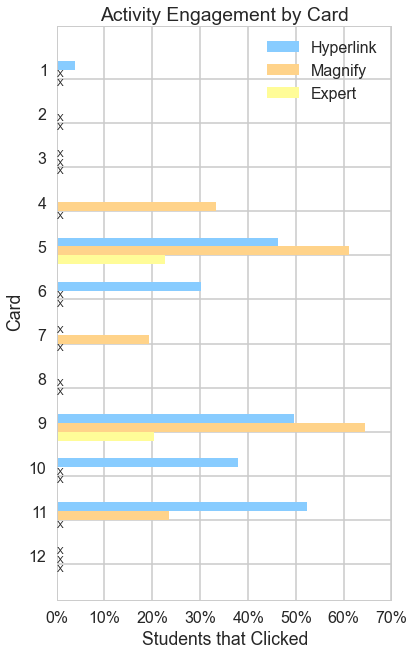 Activity Engagement by Card
Hyperlink
Magnify
Expert
Card
1
x
x
2
x
x
3
x
x
x
4
x
5
6
x
x
7
x
x
8
x
x
9
10
x
x
11
x
12
x
x
x
0% 10% 20% 30% 40% 50% 60% 70%
Students that Clicked